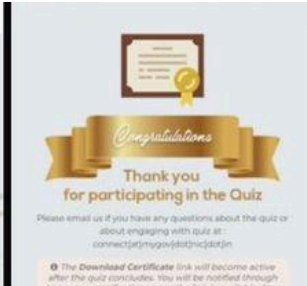 Congratulations
Thank you
for participating in the Quiz
Please email us if you have any questions about the quiz or
about engaging with quiz at :
connect[at]mygov[dot]nic[dot]in
The Download Certificate link will become active
after the quiz concludes. You will be notified through